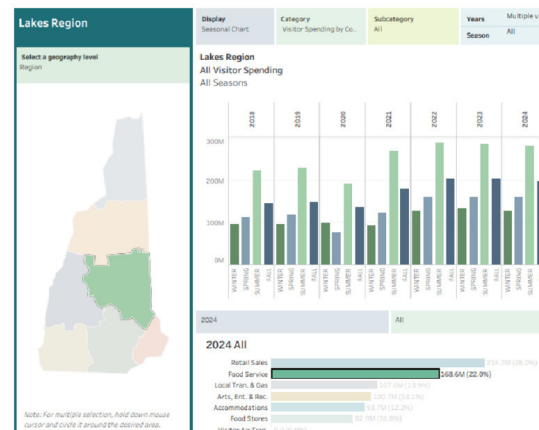 Lakes Region
Display
Seasonal Chart
Category
Visitor Spending by Co..
Subcategory
All
Years
Multiple v
Season
All
Select a geography level
Region
Lakes Region
All Visitor Spending
All Seasons
2018
2019
2020
2021
2022
2023
2024
300M
200M
100M
0M
WINTER
SPRING
SUMMER
FALL
WINTER
SPRING
SUMMER
FALL
WINTER
SPRING
SUMMER
FALL
WINTER
SPRING
SUMMER
FALL
WINTER
SPRING
SUMMER
FALL
WINTER
SPRING
SUMMER
FALL
WINTER
SPRING
SUMMER
2024
All
2024 All
Retail Sales
Food Service
168.6M (22.0%)
Local Tran. & Gas
Arts, Ent. & Rec.
Accommodations
Food Stores
Note: For multiple selection, hold down mouse
cursor and circle it around the desired area.